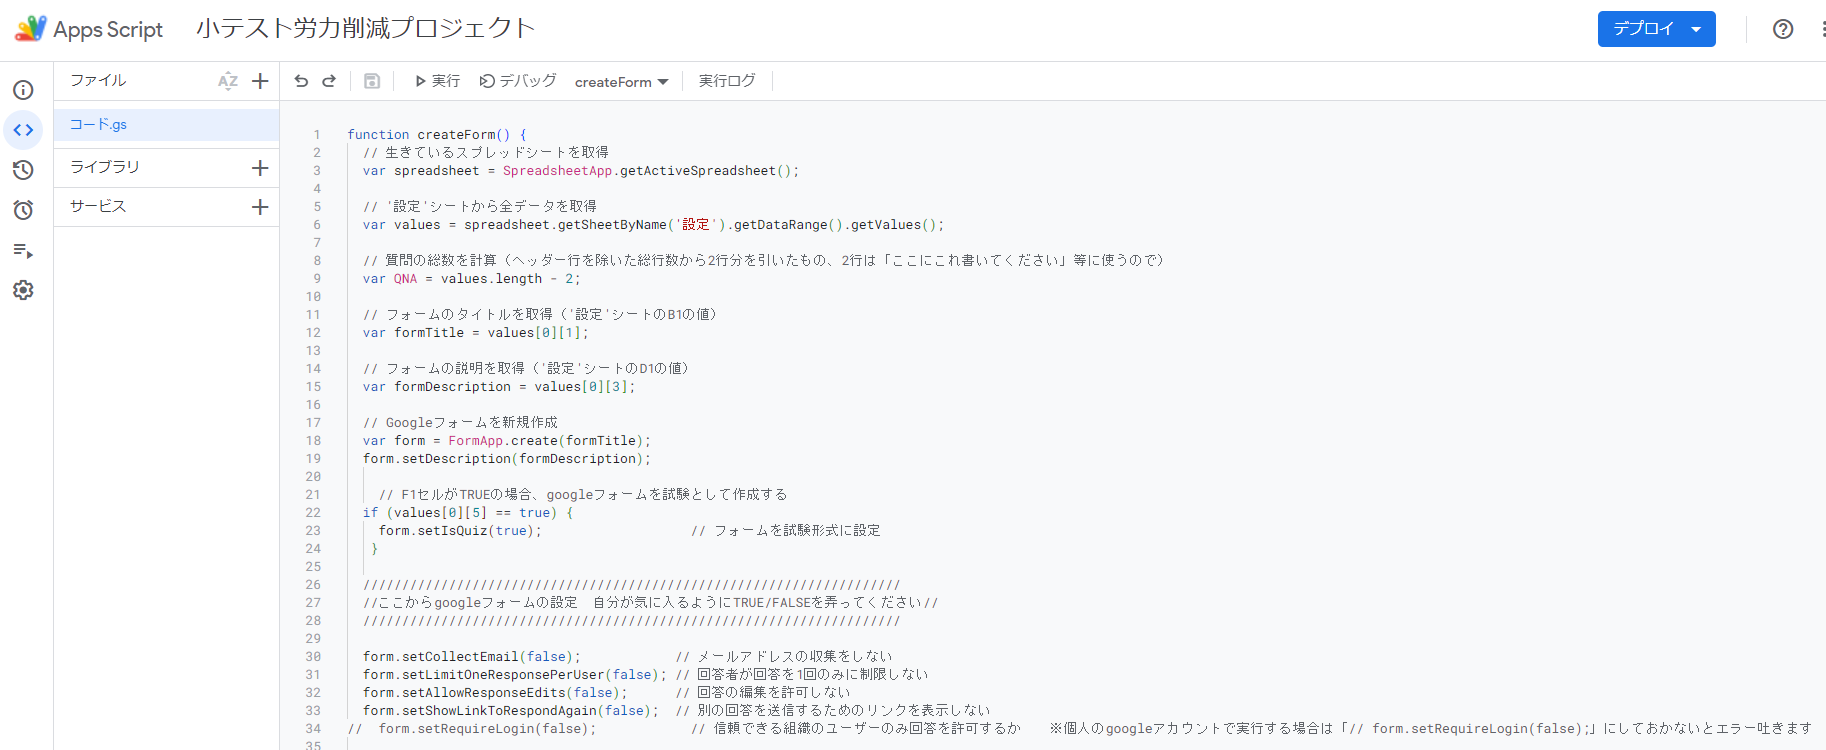 Apps Script 小テスト労力削減プロジェクト デプロイ
ファイル AZ 実行 デバッグ createForm 実行ログ
コード.gs
ライブラリ
サービス
1 function createForm() {
2 // 生きているスプレッドシートを取得
3 var spreadsheet = SpreadsheetApp.getActiveSpreadsheet();
4
5 // '設定'シートから全データを取得
6 var values = spreadsheet.getSheetByName('設定').getDataRange().getValues();
7
8 // 質問の総数を計算（ヘッダー行を除いた総行数から2行分を引いたもの、2行は「ここにこれ書いてください」等に使うので）
9 var QNA = values.length - 2;
10
11 // フォームのタイトルを取得（'設定'シートのB1の値）
12 var formTitle = values[0][1];
13
14 // フォームの説明を取得（'設定'シートのD1の値）
15 var formDescription = values[0][3];
16
17 // Googleフォームを新規作成
18 var form = FormApp.create(formTitle);
19 form.setDescription(formDescription);
20
21 // F1セルがTRUEの場合、googleフォームを試験として作成する
22 if (values[0][5] == true) {
23 form.setIsQuiz(true); // フォームを試験形式に設定
24 }
25
26 /////////////////////////////////////////////////////////////////////
27 //ここからgoogleフォームの設定　自分が気に入るようにTRUE/FALSEを弄ってください//
28 /////////////////////////////////////////////////////////////////////
29
30 form.setCollectEmail(false); // メールアドレスの収集をしない
31 form.setLimitOneResponsePerUser(false); // 回答者が回答を1回のみに制限しない
32 form.setAllowResponseEdits(false); // 回答の編集を許可しない
33 form.setShowLinkToRespondAgain(false); // 別の回答を送信するためのリンクを表示しない
34 // form.setRequireLogin(false); // 信頼できる組織のユーザーのみ回答を許可するか　※個人のgoogleアカウントで実行する場合は「// form.setRequireLogin(false);」にしておかないとエラー吐きます
35